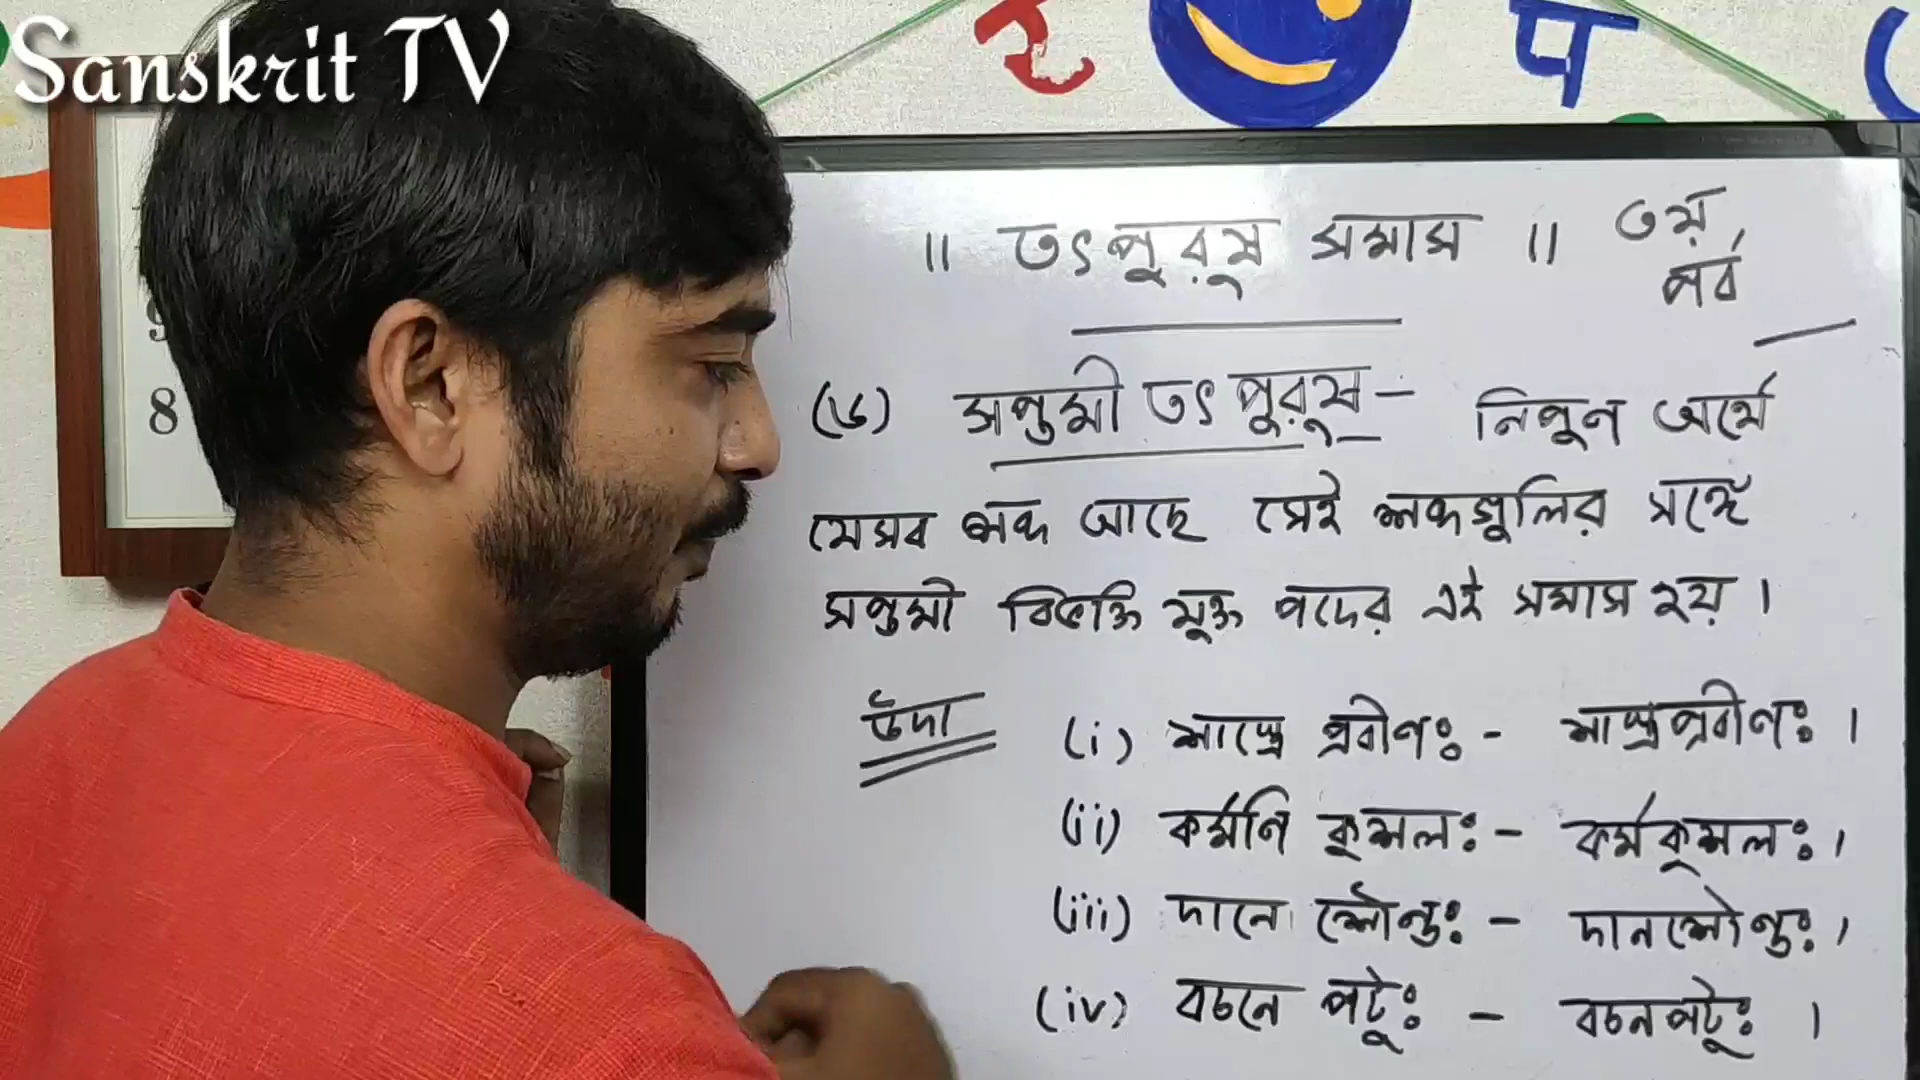 Sanskrit TV
र प
9
8
॥ তৎপুরুষ সমাস ॥ ৩য়
পর্ব
(৬) সপ্তমী তৎপুরুষ- নিপুন অর্থে
যেসব শব্দ আছে সেই শব্দগুলির সঙ্গে
সপ্তমী বিভক্তি যুক্ত পদের এই সমাস হয় ।
উদা (i) শাস্ত্রে প্রবীণঃ - শাস্ত্রপ্রবীণঃ ।
(ii) কর্মণি কুশলঃ - কর্মকুশলঃ ।
(iii) দানে শৌন্ডঃ - দানশৌন্ডঃ ।
(iv) বচনে পটুঃ - বচনপটুঃ ।